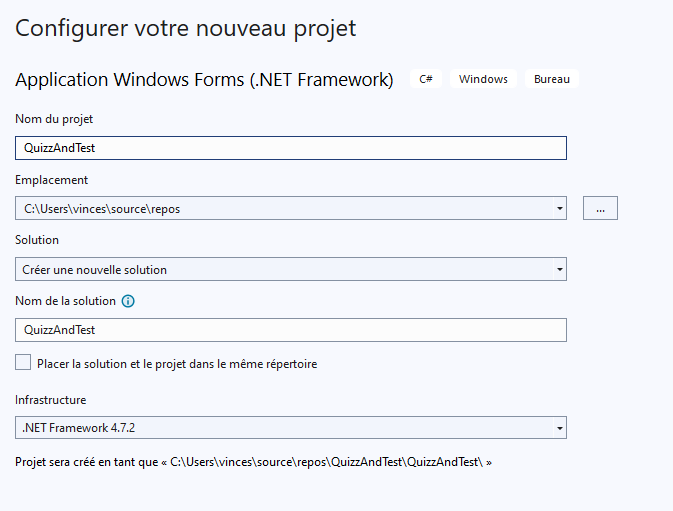 Configurer votre nouveau projet
Application Windows Forms (.NET Framework) C# Windows Bureau
Nom du projet
QuizzAndTest
Emplacement
C:\Users\vinces\source\repos
...
Solution
Créer une nouvelle solution
Nom de la solution
QuizzAndTest
Placer la solution et le projet dans le même répertoire
Infrastructure
.NET Framework 4.7.2
Projet sera créé en tant que « C:\Users\vinces\source\repos\QuizzAndTest\QuizzAndTest\ »